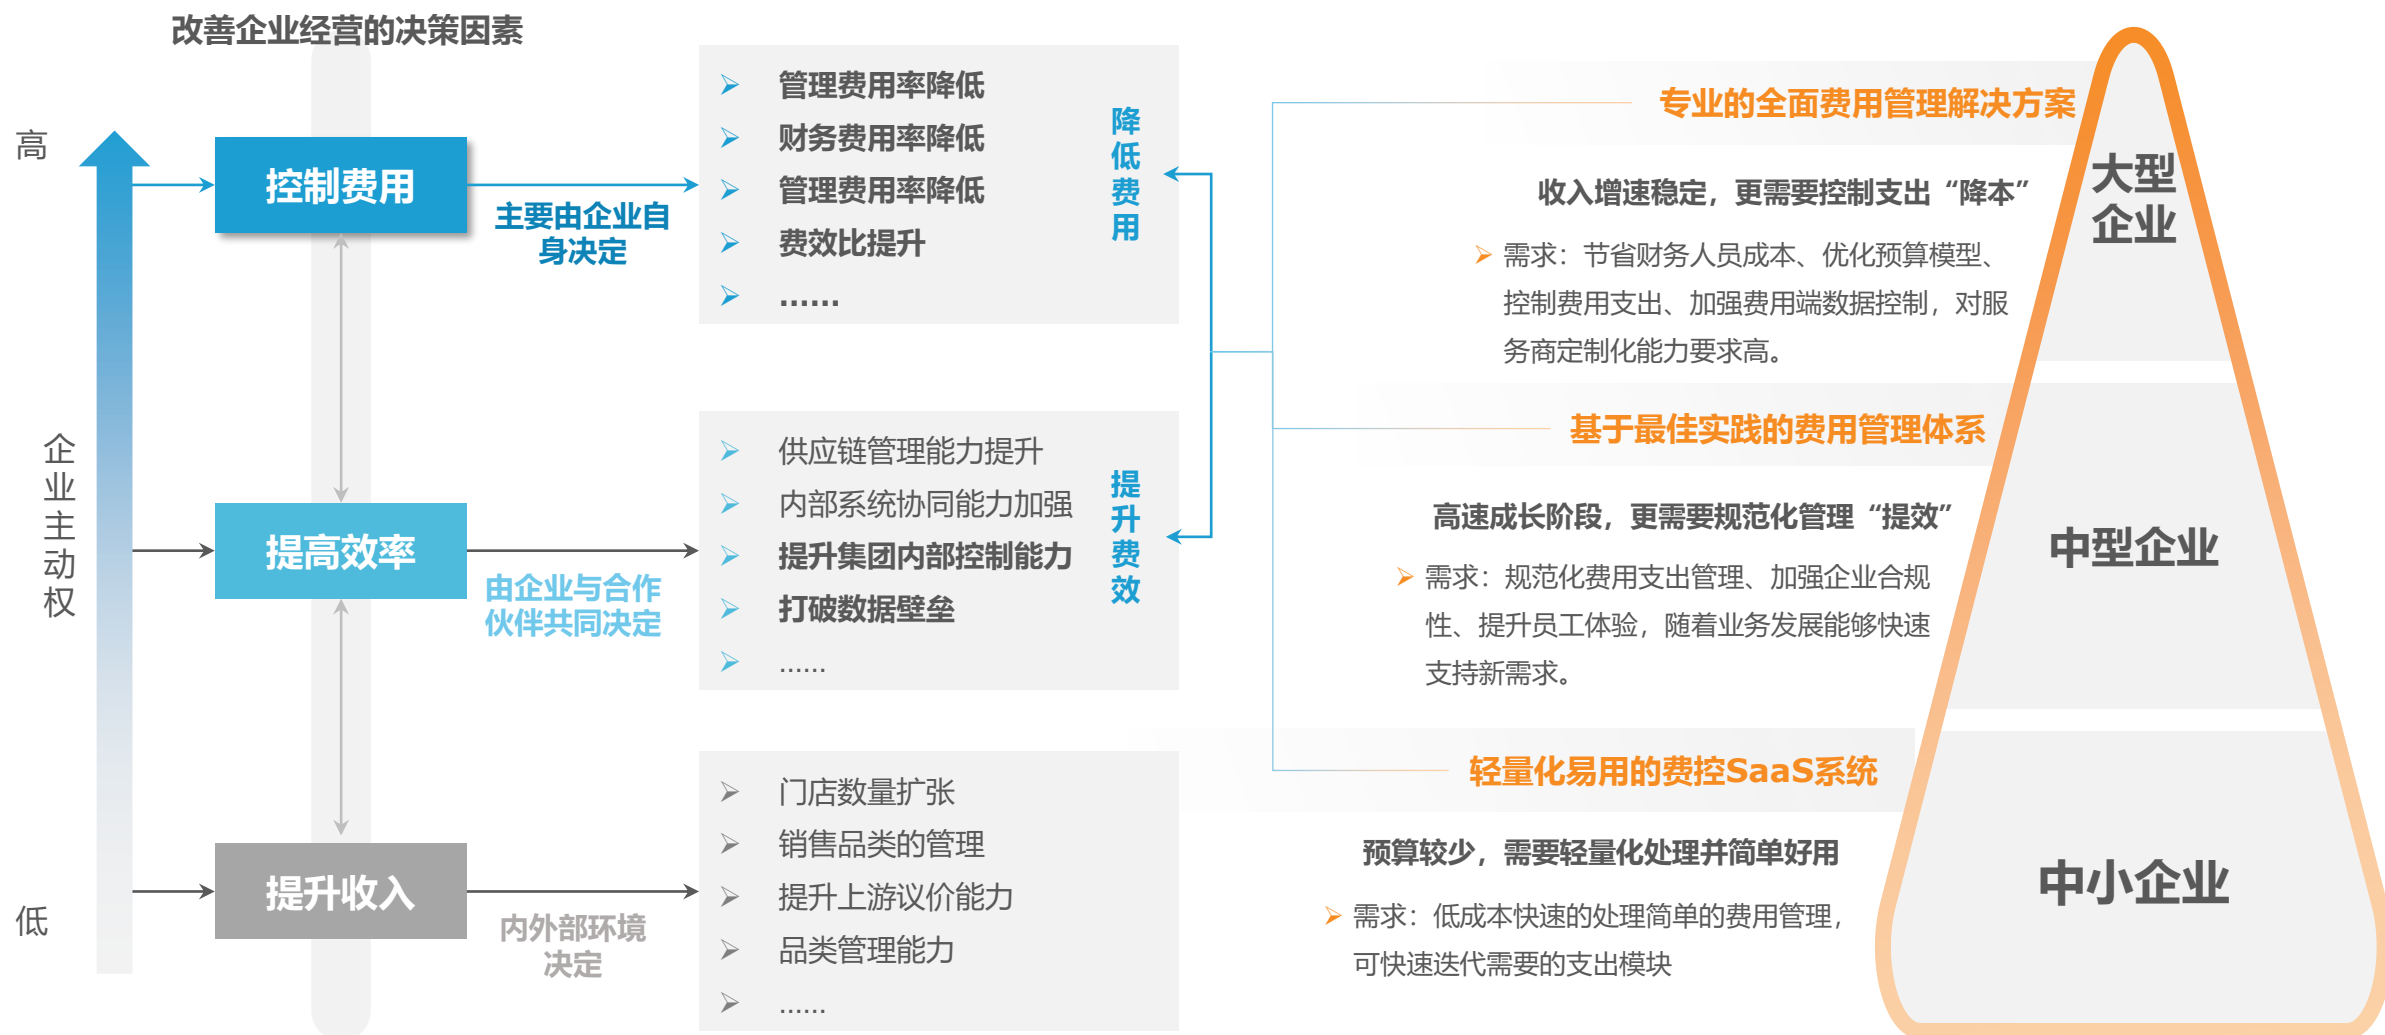 改善企业经营的决策因素
高
企业主动权
低
控制费用
主要由企业自
身决定
管理费用率降低
财务费用率降低
管理费用率降低
费效比提升
......
降低费用
提高效率
由企业与合作
伙伴共同决定
供应链管理能力提升
内部系统协同能力加强
提升集团内部控制能力
打破数据壁垒
......
提升费效
提升收入
内外部环境
决定
门店数量扩张
销售品类的管理
提升上游议价能力
品类管理能力
......
专业的全面费用管理解决方案
收入增速稳定，更需要控制支出“降本”
需求：节省财务人员成本、优化预算模型、
控制费用支出、加强费用端数据控制，对服
务商定制化能力要求高。
大型
企业
基于最佳实践的费用管理体系
高速成长阶段，更需要规范化管理“提效”
需求：规范化费用支出管理、加强企业合规
性、提升员工体验，随着业务发展能够快速
支持新需求。
中型企业
轻量化易用的费控SaaS系统
预算较少，需要轻量化处理并简单好用
需求：低成本快速的处理简单的费用管理，
可快速迭代需要的支出模块
中小企业